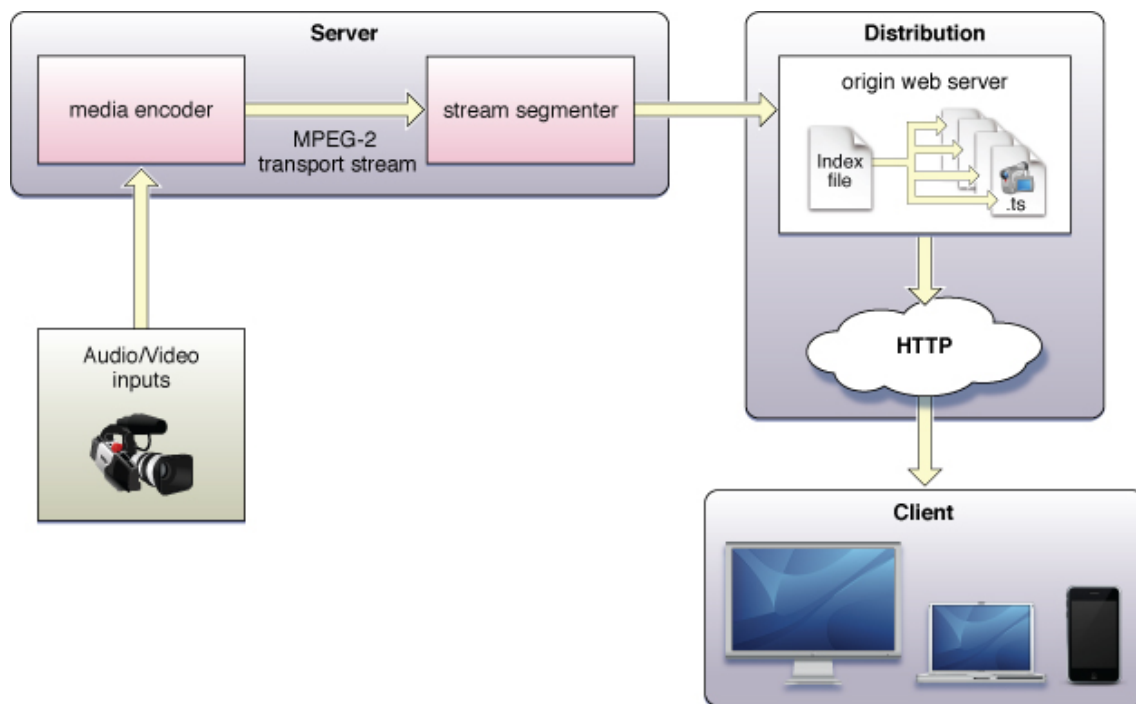 Server
media encoder
MPEG-2
transport stream
stream segmenter
Distribution
origin web server
Index
file
.ts
HTTP
Audio/Video
inputs
Client